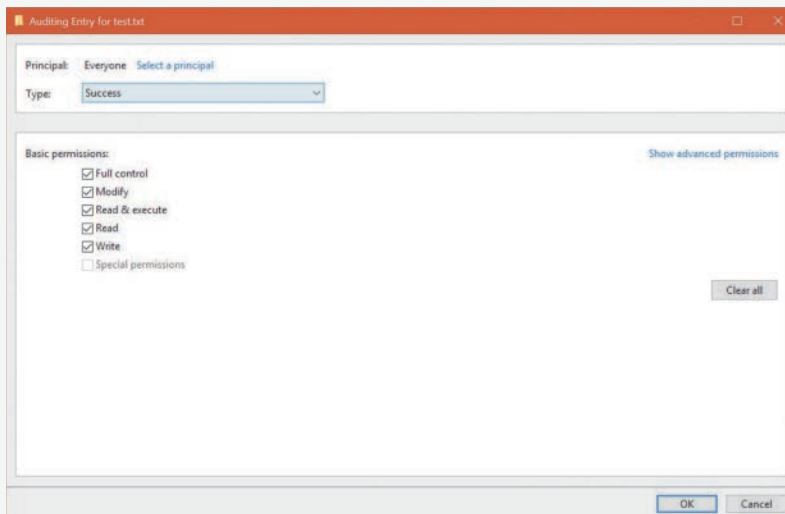 Auditing Entry for test.txt
Principal: Everyone Select a principal
Type: Success
Basic permissions: Show advanced permissions
Full control
Modify
Read & execute
Read
Write
Special permissions
Clear all
OK Cancel